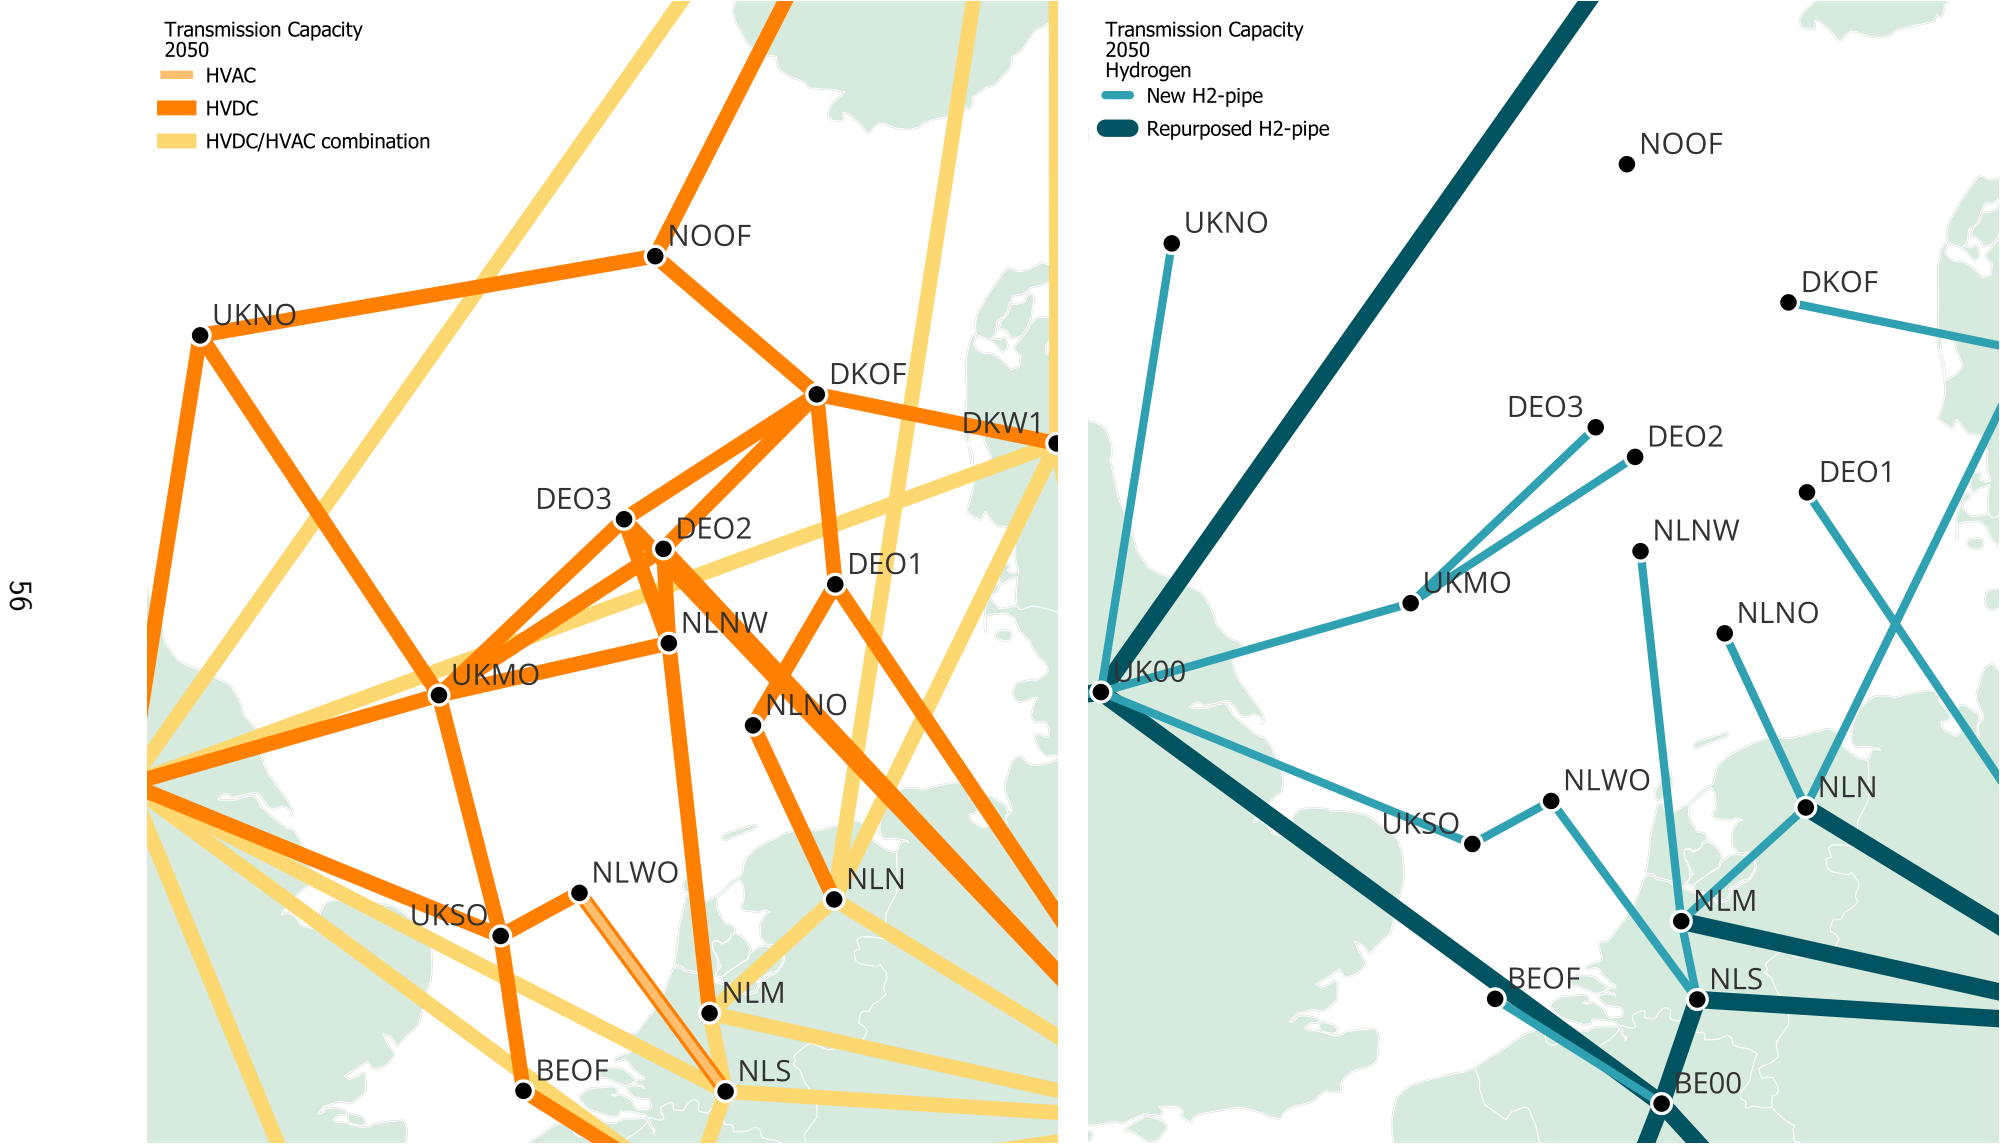 Transmission Capacity
2050
HVAC
HVDC
HVDC/HVAC combination
NOOF
UKNO
DKOF
DKW1
DEO3
DEO2
DEO1
NLNW
UKMO
NLNO
NLWO
NLN
UKSO
NLM
BEOF
NLS
Transmission Capacity
2050
Hydrogen
New H2-pipe
Repurposed H2-pipe
NOOF
UKNO
DKOF
DEO3
DEO2
DEO1
NLNW
UKMO
NLNO
UK00
NLWO
NLN
UKSO
NLM
BEOF
NLS
BE00
56